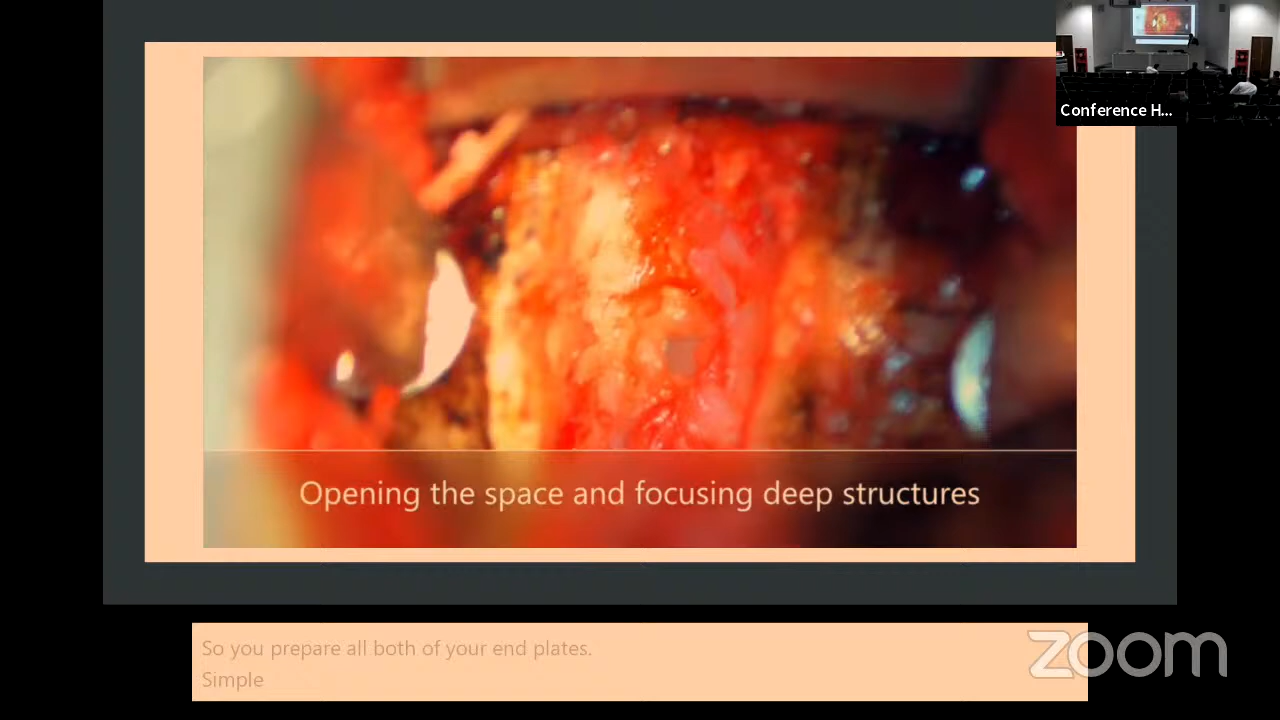 Conference H...
Opening the space and focusing deep structures
So you prepare all both of your end plates.
Simple
zoom